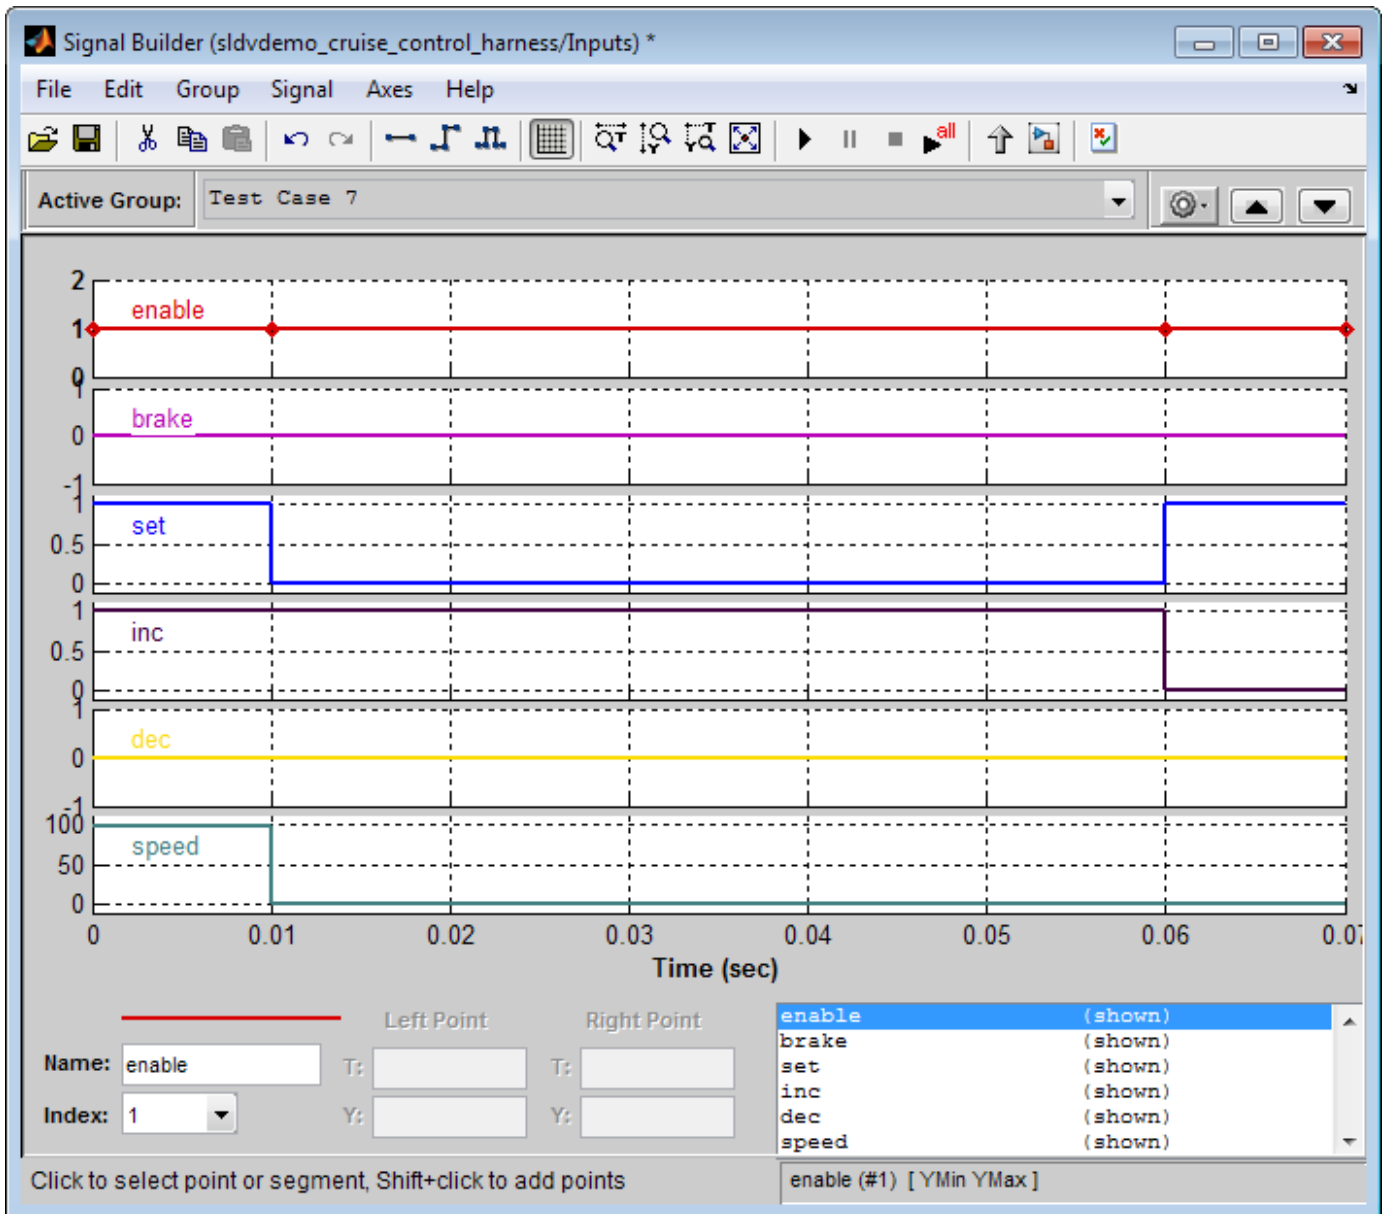 Signal Builder (sldvdemo_cruise_control_harness/Inputs) *
File Edit Group Signal Axes Help
all
Active Group: Test Case 7
2
enable
1
0
1
brake
0
-1
1
set
0.5
0
1
inc
0.5
0
1
dec
0
-1
100
speed
50
0
0 0.01 0.02 0.03 0.04 0.05 0.06 0.07
Time (sec)
Left Point Right Point
Name: enable T: T:
Index: 1 Y: Y:
enable (shown)
brake (shown)
set (shown)
inc (shown)
dec (shown)
speed (shown)
Click to select point or segment, Shift+click to add points
enable (#1) [ YMin YMax ]